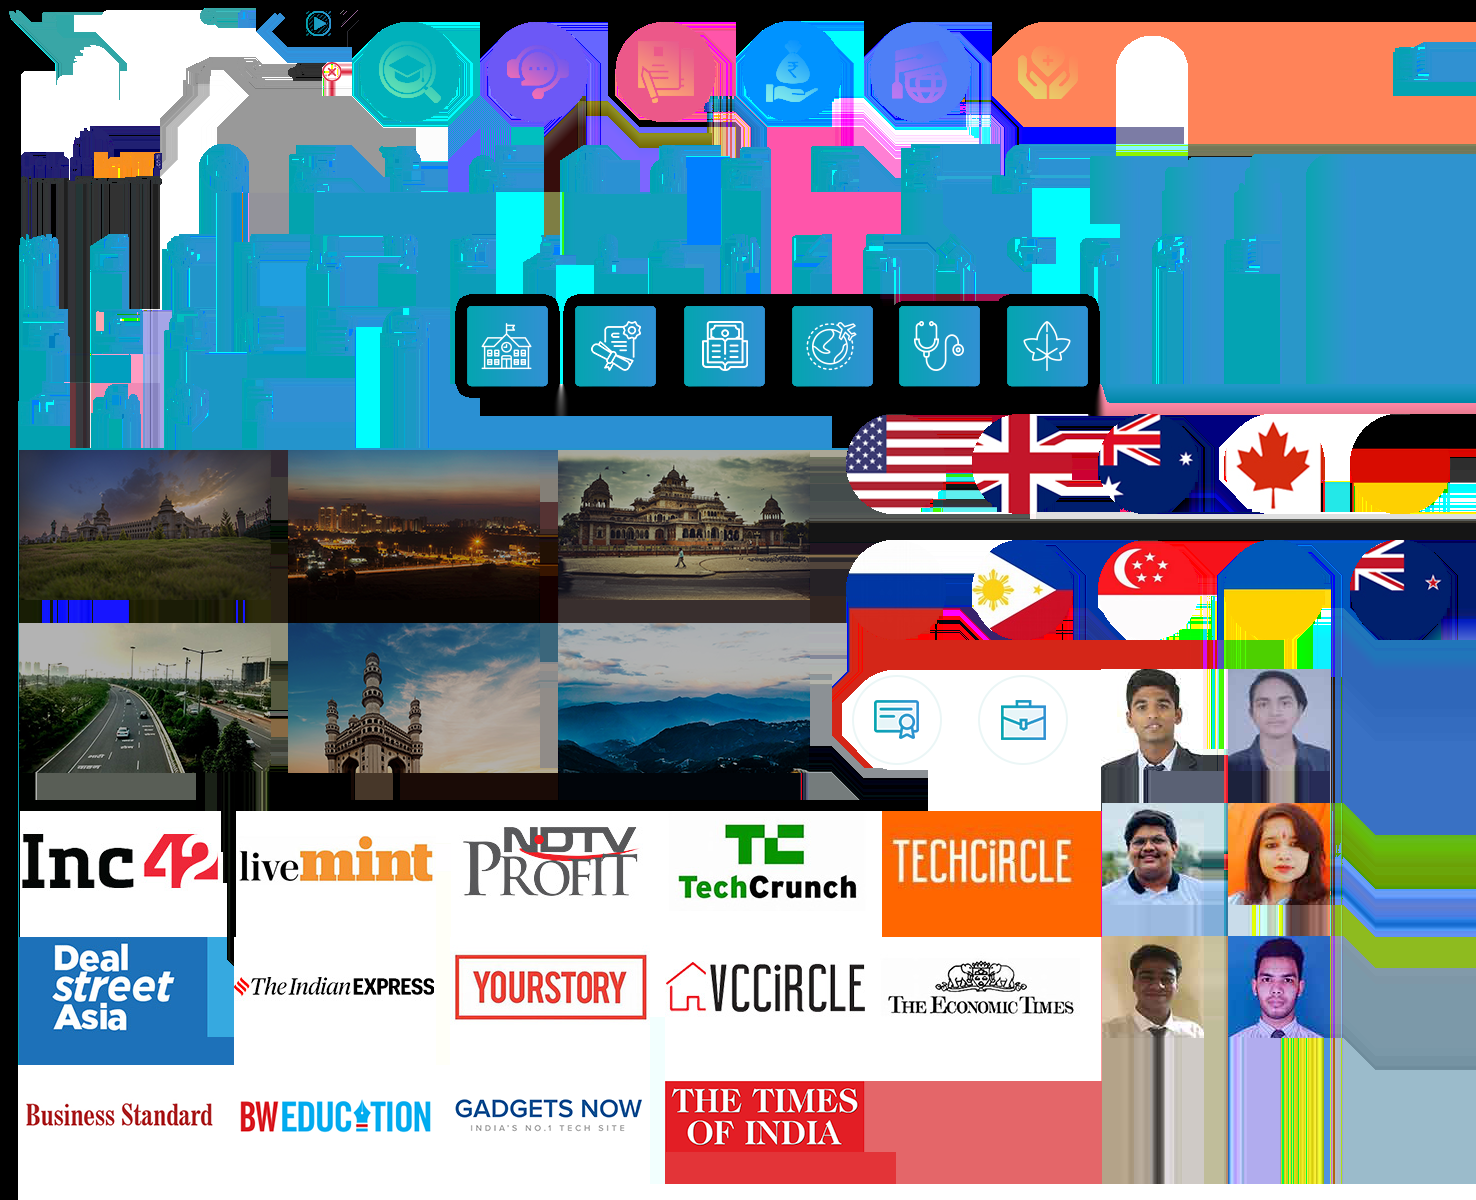 Inc42
livemint
NDTV
PROFIT
TC
TechCrunch
TECHCiRCLE
Deal
street
Asia
The Indian EXPRESS
YOURSTORY
VCCiRCLE
THE ECONOMIC TIMES
Business Standard
BW EDUCATION
GADGETS NOW
INDIA'S NO.1 TECH SITE
THE TIMES
OF INDIA